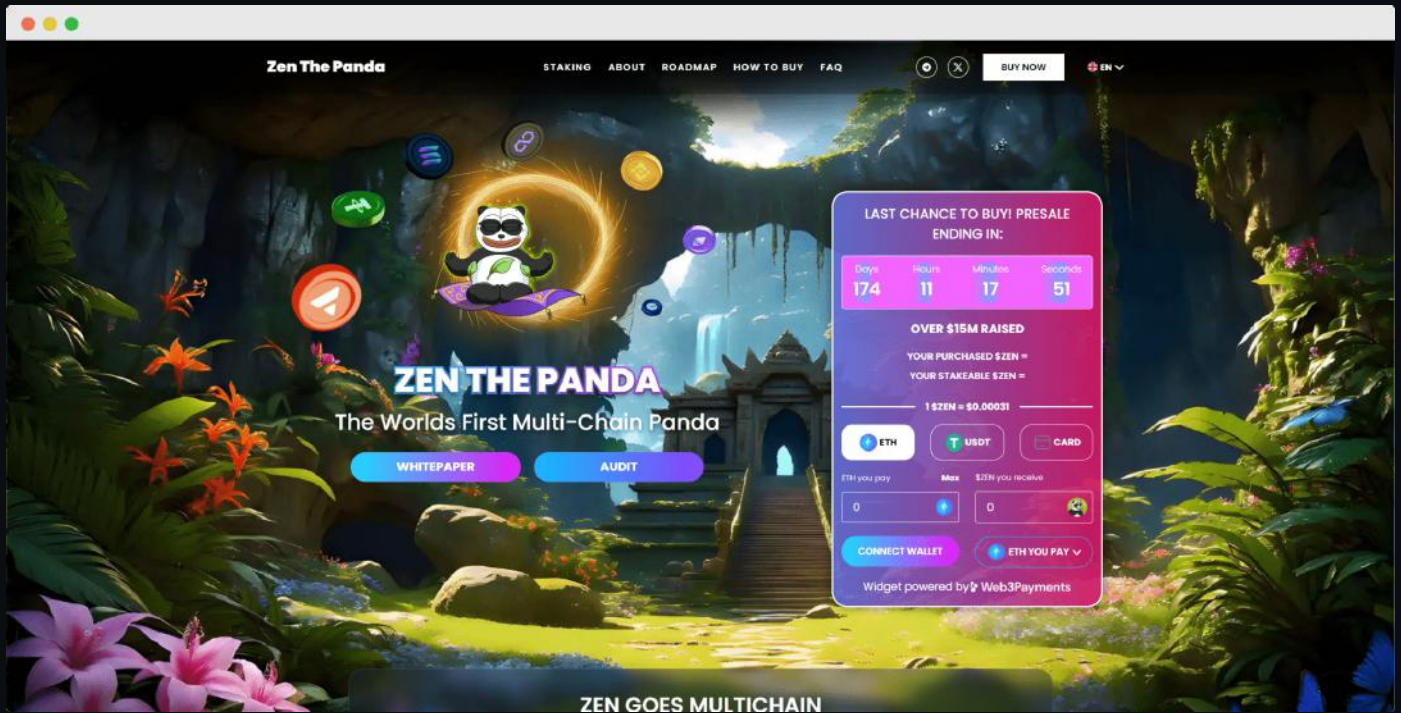 Zen The Panda
STAKING ABOUT ROADMAP HOW TO BUY FAQ
BUY NOW
EN
LAST CHANCE TO BUY! PRESALE
ENDING IN:
Days Hours Minutes Seconds
174 11 17 51
OVER $15M RAISED
YOUR PURCHASED $ZEN =
YOUR STAKEABLE $ZEN =
1 $ZEN = $0.00031
ETH USDT CARD
ETH you pay Max $ZEN you receive
0 0
CONNECT WALLET ETH YOU PAY
Widget powered by Web3Payments
ZEN THE PANDA
The Worlds First Multi-Chain Panda
WHITEPAPER AUDIT
ZEN GOES MULTICHAIN